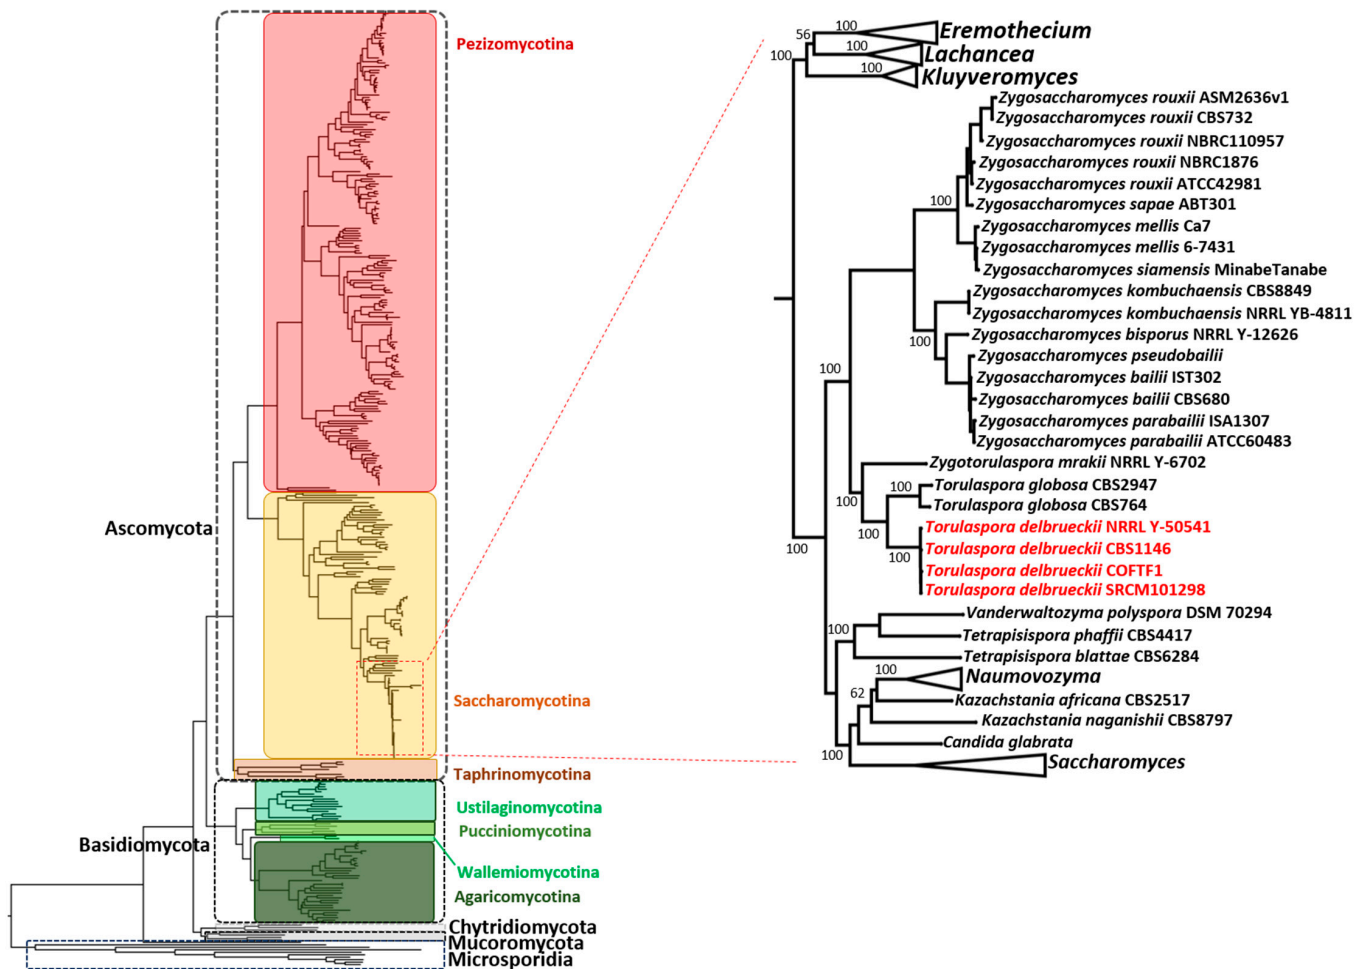 Pezizomycotina
Ascomycota
Saccharomycotina
Taphrinomycotina
Ustilaginomycotina
Pucciniomycotina
Basidiomycota
Wallemiomycotina
Agaricomycotina
Chytridiomycota
Mucoromycota
Microsporidia
100
Eremothecium
56
100
Lachancea
100
100
Kluyveromyces
Zygosaccharomyces rouxii ASM2636v1
Zygosaccharomyces rouxii CBS732
Zygosaccharomyces rouxii NBRC110957
Zygosaccharomyces rouxii NBRC1876
Zygosaccharomyces rouxii ATCC42981
100
Zygosaccharomyces sapae ABT301
Zygosaccharomyces mellis Ca7
Zygosaccharomyces mellis 6-7431
Zygosaccharomyces siamensis MinabeTanabe
Zygosaccharomyces kombuchaensis CBS8849
Zygosaccharomyces kombuchaensis NRRL YB-4811
100
Zygosaccharomyces bisporus NRRL Y-12626
Zygosaccharomyces pseudobailii
100
Zygosaccharomyces bailii IST302
Zygosaccharomyces bailii CBS680
Zygosaccharomyces parabailii ISA1307
Zygosaccharomyces parabailii ATCC60483
Zygotorulaspora mrakii NRRL Y-6702
100
Torulaspora globosa CBS2947
100
Torulaspora globosa CBS764
Torulaspora delbrueckii NRRL Y-50541
100
100
Torulaspora delbrueckii CBS1146
100
Torulaspora delbrueckii COFTF1
Torulaspora delbrueckii SRCM101298
Vanderwaltozyma polyspora DSM 70294
100
Tetrapisispora phaffii CBS4417
Tetrapisispora blattae CBS6284
100
Naumovozyma
62
Kazachstania africana CBS2517
Kazachstania naganishii CBS8797
Candida glabrata
100
Saccharomyces